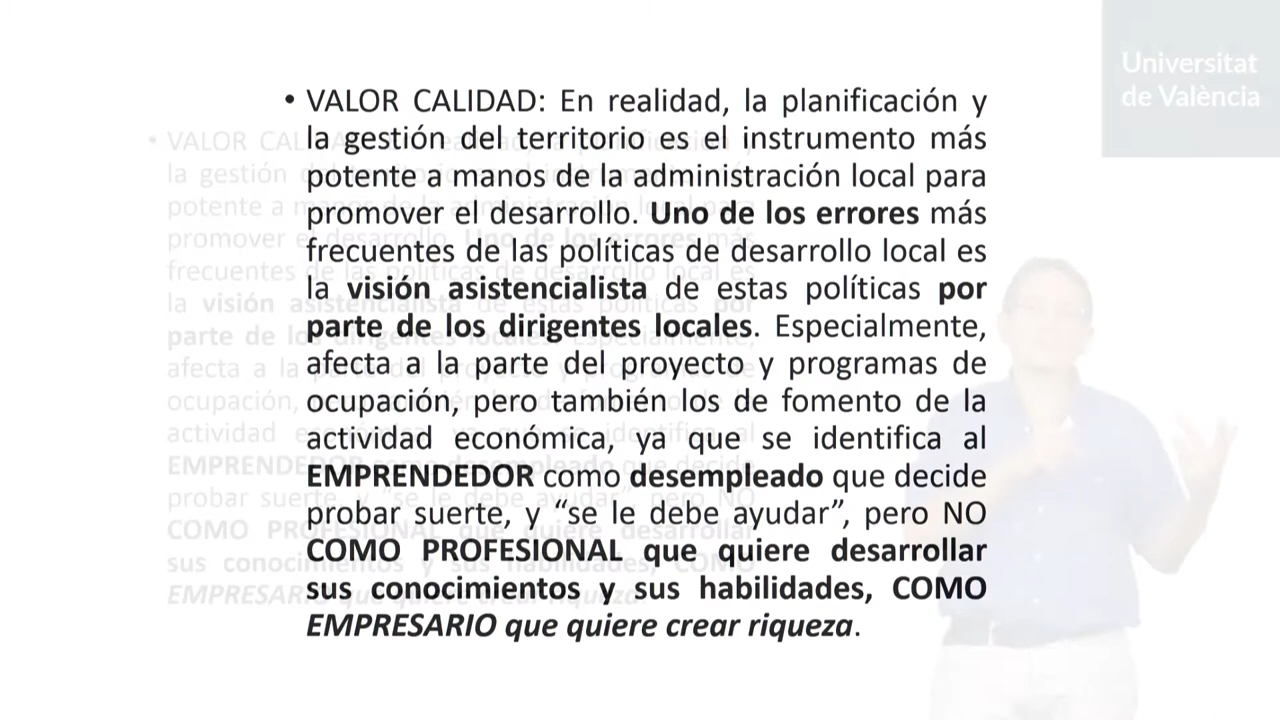 Universitat
de València
• VALOR CALIDAD: En realidad, la planificación y
la gestión del territorio es el instrumento más
potente a manos de la administración local para
promover el desarrollo. Uno de los errores más
frecuentes de las políticas de desarrollo local es
la visión asistencialista de estas políticas por
parte de los dirigentes locales. Especialmente,
afecta a la parte del proyecto y programas de
ocupación, pero también los de fomento de la
actividad económica, ya que se identifica al
EMPRENDEDOR como desempleado que decide
probar suerte, y “se le debe ayudar”, pero NO
COMO PROFESIONAL que quiere desarrollar
sus conocimientos y sus habilidades, COMO
EMPRESARIO que quiere crear riqueza.